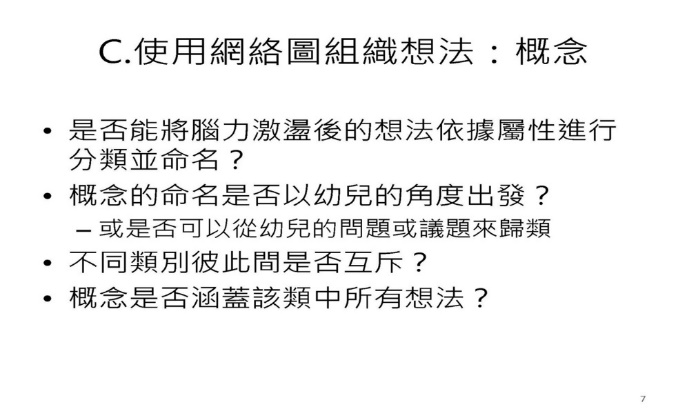 C.使用網絡圖組織想法：概念
• 是否能將腦力激盪後的想法依據屬性進行
分類並命名？
• 概念的命名是否以幼兒的角度出發？
– 或是否可以從幼兒的問題或議題來歸類
• 不同類別彼此間是否互斥？
• 概念是否涵蓋該類中所有想法？
7